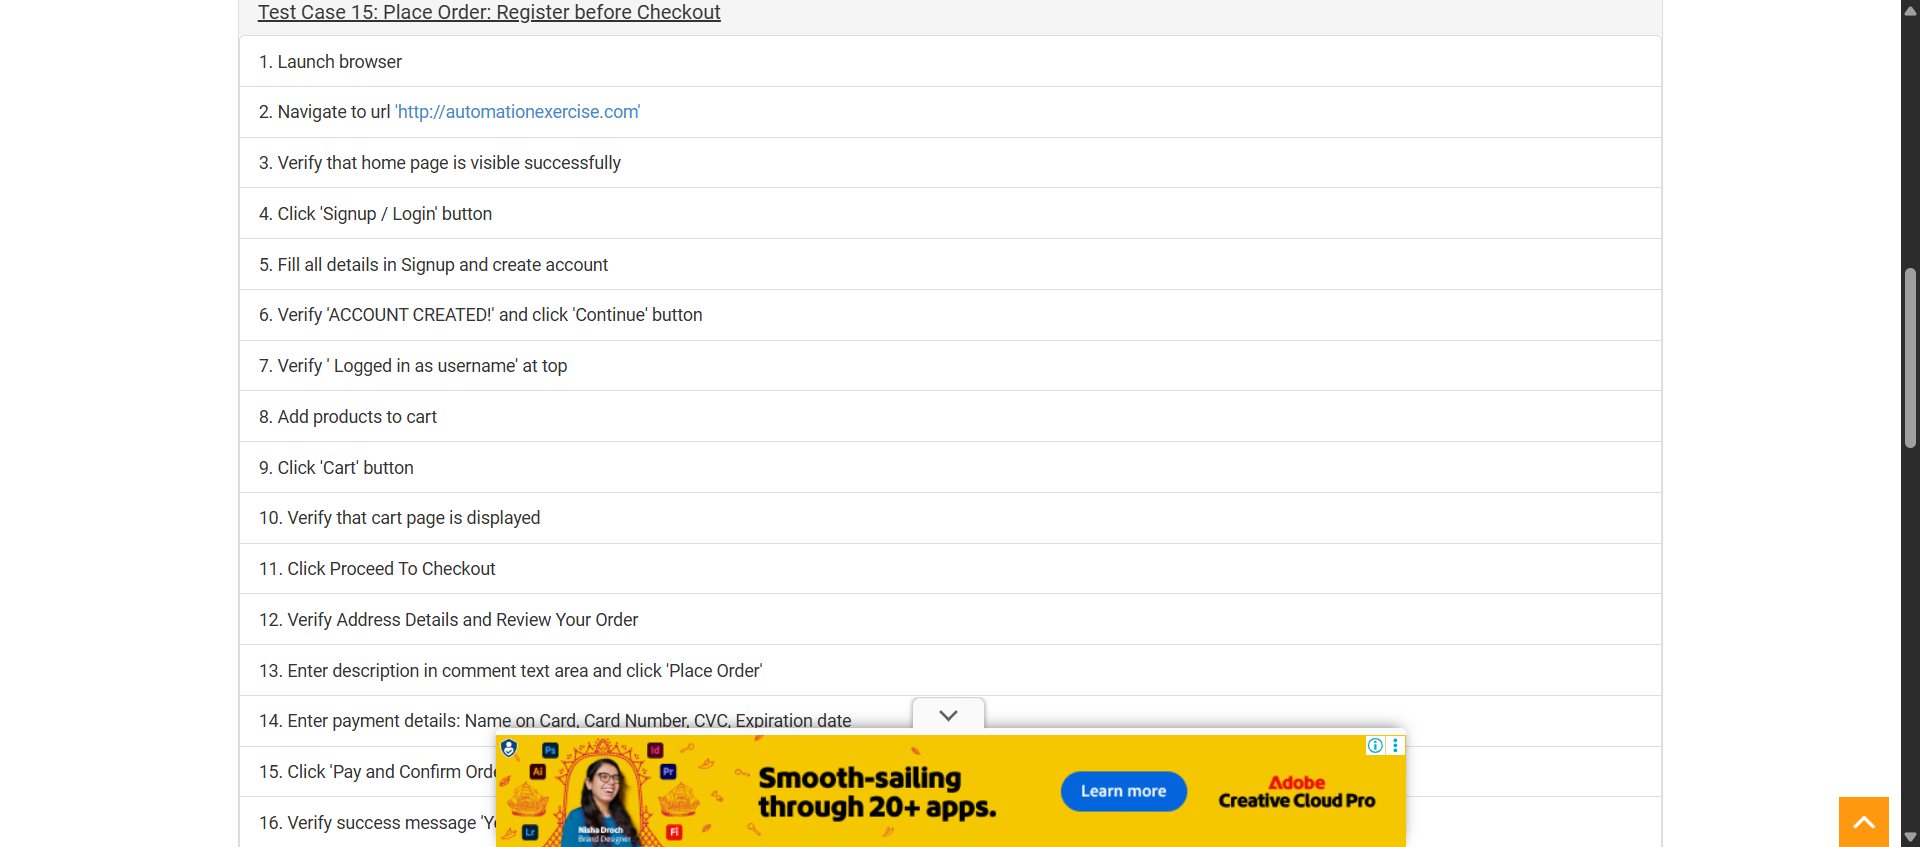 Test Case 15: Place Order: Register before Checkout
1. Launch browser
2. Navigate to url 'http://automationexercise.com'
3. Verify that home page is visible successfully
4. Click 'Signup / Login' button
5. Fill all details in Signup and create account
6. Verify 'ACCOUNT CREATED!' and click 'Continue' button
7. Verify ' Logged in as username' at top
8. Add products to cart
9. Click 'Cart' button
10. Verify that cart page is displayed
11. Click Proceed To Checkout
12. Verify Address Details and Review Your Order
13. Enter description in comment text area and click 'Place Order'
14. Enter payment details: Name on Card, Card Number, CVC, Expiration date
15. Click 'Pay and Confirm
16. Verify success message
Ps
Id
Ai
Pr
Lr
Fl
Nisha Droch
Brand Designer
Smooth-sailing
through 20+ apps.
Learn more
Adobe
Creative Cloud Pro